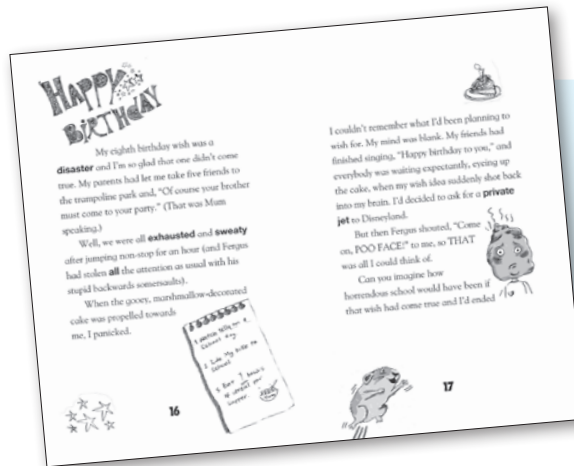 HAPPY
BIRTHDAY
My eighth birthday wish was a
disaster and I'm so glad that one didn't come
true. My parents had let me take five friends to
the trampoline park and, "Of course your brother
must come to your party." (That was Mum
speaking.)
Well, we were all exhausted and sweaty
after jumping non-stop for an hour (and Fergus
had stolen all the attention as usual with his
stupid backwards somersaults).
When the gooey, marshmallow-decorated
cake was propelled towards
me, I panicked.
16
I couldn't remember what I'd been planning to
wish for. My mind was blank. My friends had
finished singing, "Happy birthday to you," and
everybody was waiting expectantly, eyeing up
the cake, when my wish idea suddenly shot back
into my brain. I'd decided to ask for a private
jet to Disneyland.
But then Fergus shouted, "Come
on, POO FACE!" to me, so THAT
was all I could think of.
Can you imagine how
horrendous school would have been if
that wish had come true and I'd ended
17